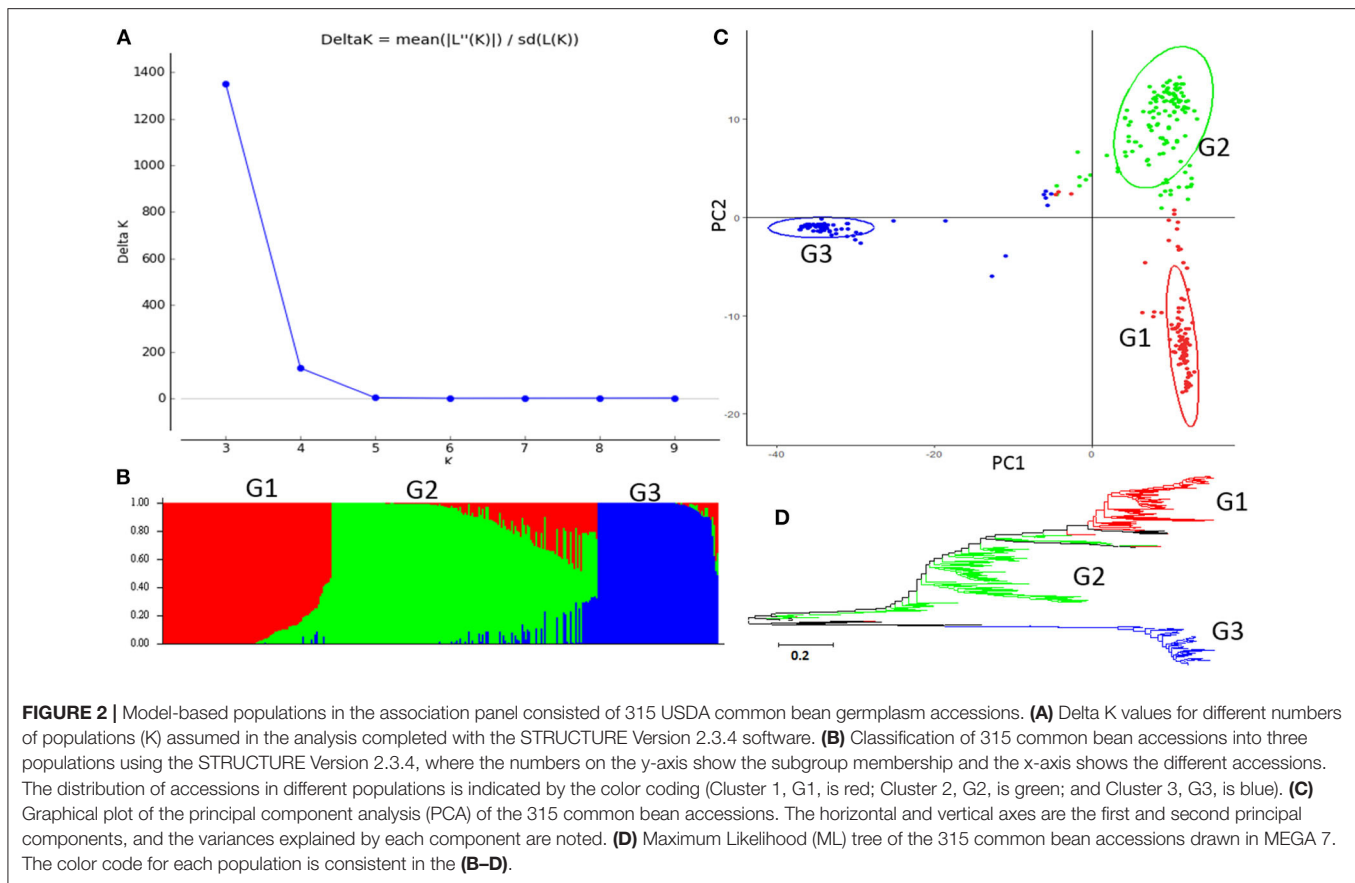 A
DeltaK = mean(|L''(K)|) / sd(L(K))
1400
1200
1000
800
600
400
200
0
Delta K
3
4
5
6
7
8
9
K
B
G1
G2
G3
1.00
0.80
0.60
0.40
0.20
0.00
C
10
0
-10
-20
PC2
-40
-20
0
PC1
G2
G3
G1
D
G1
G2
G3
0.2
FIGURE 2 | Model-based populations in the association panel consisted of 315 USDA common bean germplasm accessions. (A) Delta K values for different numbers
of populations (K) assumed in the analysis completed with the STRUCTURE Version 2.3.4 software. (B) Classification of 315 common bean accessions into three
populations using the STRUCTURE Version 2.3.4, where the numbers on the y-axis show the subgroup membership and the x-axis shows the different accessions.
The distribution of accessions in different populations is indicated by the color coding (Cluster 1, G1, is red; Cluster 2, G2, is green; and Cluster 3, G3, is blue). (C)
Graphical plot of the principal component analysis (PCA) of the 315 common bean accessions. The horizontal and vertical axes are the first and second principal
components, and the variances explained by each component are noted. (D) Maximum Likelihood (ML) tree of the 315 common bean accessions drawn in MEGA 7.
The color code for each population is consistent in the (B–D).